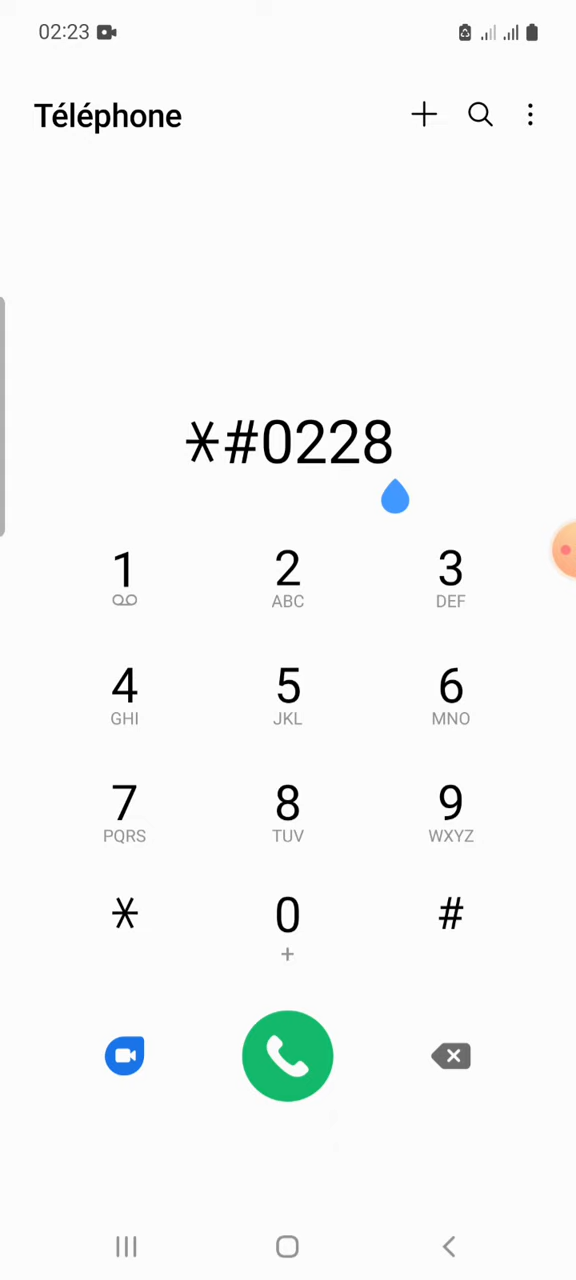 02:23
Téléphone
*#0228
1 2 3
ABC DEF
4 5 6
GHI JKL MNO
7 8 9
PQRS TUV WXYZ
* 0 #
+